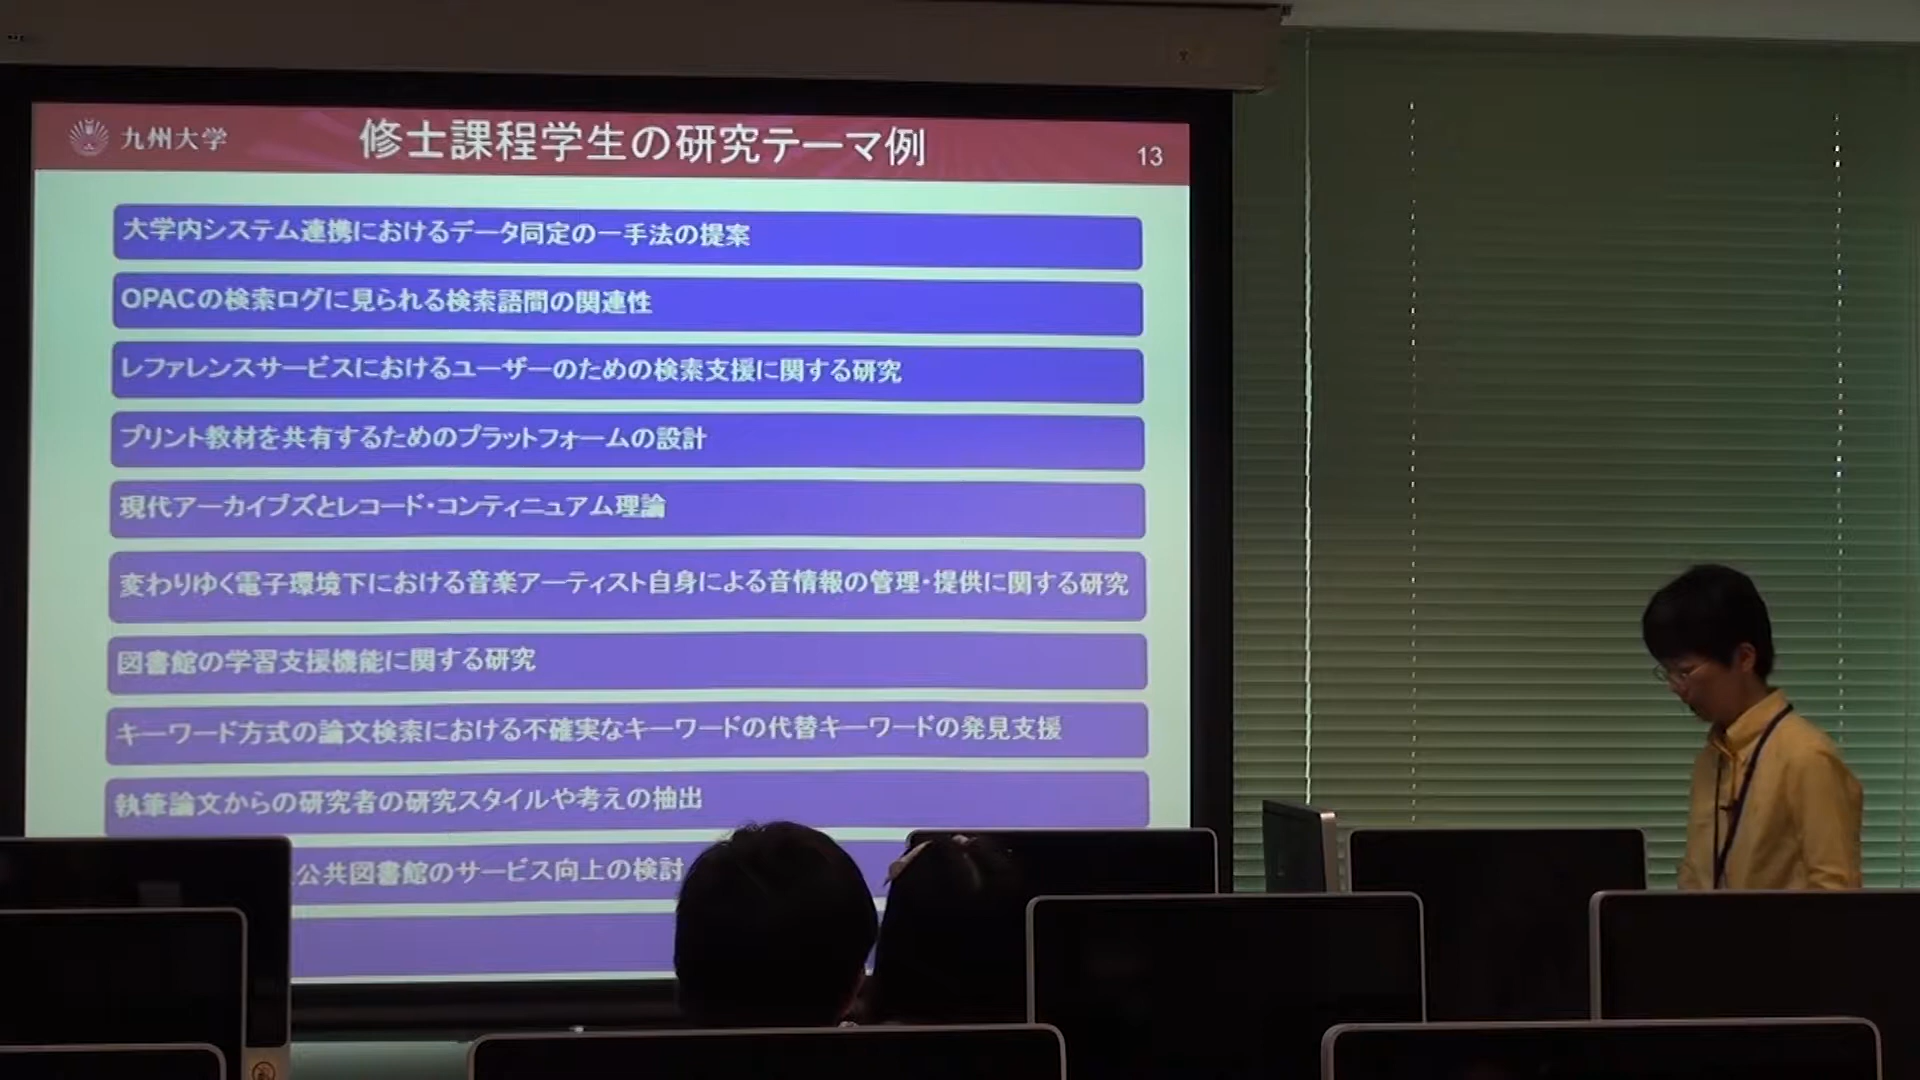 九州大学
修士課程学生の研究テーマ例
13
大学内システム連携におけるデータ同定の一手法の提案
OPACの検索ログに見られる検索語間の関連性
レファレンスサービスにおけるユーザーのための検索支援に関する研究
プリント教材を共有するためのプラットフォームの設計
現代アーカイブズとレコード・コンティニュアム理論
変わりゆく電子環境下における音楽アーティスト自身による音情報の管理・提供に関する研究
図書館の学習支援機能に関する研究
キーワード方式の論文検索における不確実なキーワードの代替キーワードの発見支援
執筆論文からの研究者の研究スタイルや考えの抽出
公共図書館のサービス向上の検討